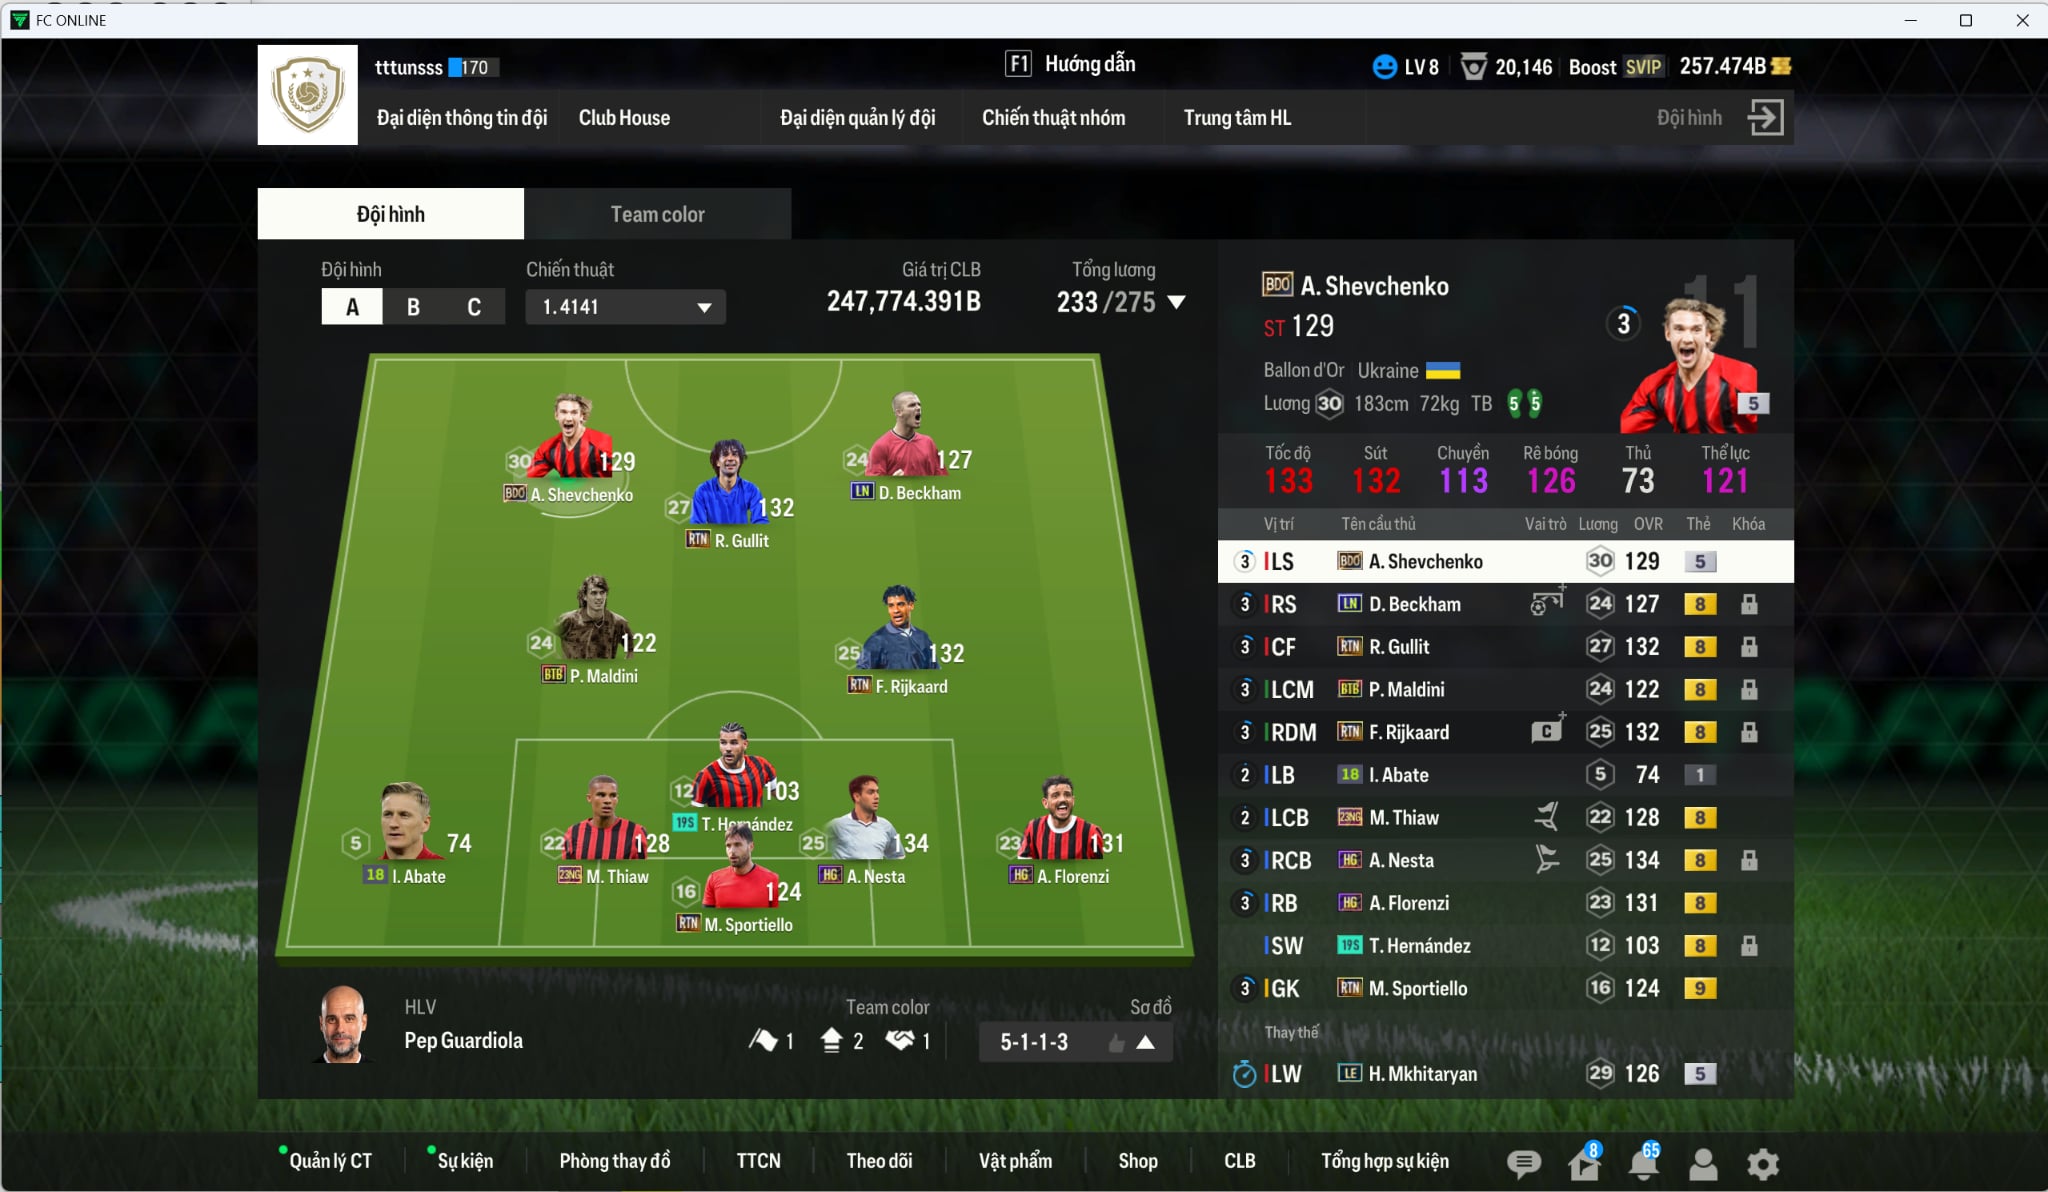 FC ONLINE
tttunsss 170
F1 Hướng dẫn
LV 8 20,146 Boost SVIP 257.474B
Đại diện thông tin đội Club House Đại diện quản lý đội Chiến thuật nhóm Trung tâm HL Đội hình
Đội hình Team color
Đội hình Chiến thuật Giá trị CLB Tổng lương
A B C 1. 4141 247,774.391B 233 /275
30 129
BDO A. Shevchenko
24 127
LN D. Beckham
27 132
RTN R. Gullit
24 122
BTB P. Maldini
25 132
RTN F. Rijkaard
12 103
19S T. Hernández
5 74
18 I. Abate
22 128
23NG M. Thiaw
25 134
HG A. Nesta
23 131
HG A. Florenzi
16 124
RTN M. Sportiello
HLV
Pep Guardiola
Team color
1 2 1
Sơ đồ
5-1-1-3
BDO A. Shevchenko
11
ST 129
3
Ballon d'Or Ukraine
Lương 30 183cm 72kg TB 5 5
5
Tốc độ Sút Chuyền Rê bóng Thủ Thể lực
133 132 113 126 73 121
Vị trí Tên cầu thủ Vai trò Lương OVR Thẻ Khóa
3 LS BDO A. Shevchenko 30 129 5
3 RS LN D. Beckham 24 127 8
3 CF RTN R. Gullit 27 132 8
3 LCM BTB P. Maldini 24 122 8
3 RDM RTN F. Rijkaard C 25 132 8
2 LB 18 I. Abate 5 74 1
2 LCB 23NG M. Thiaw 22 128 8
3 RCB HG A. Nesta 25 134 8
3 RB HG A. Florenzi 23 131 8
SW 19S T. Hernández 12 103 8
3 GK RTN M. Sportiello 16 124 9
Thay thế
LW LE H. Mkhitaryan 29 126 5
Quản lý CT Sự kiện Phòng thay đồ TTCN Theo dõi Vật phẩm Shop CLB Tổng hợp sự kiện 8 65